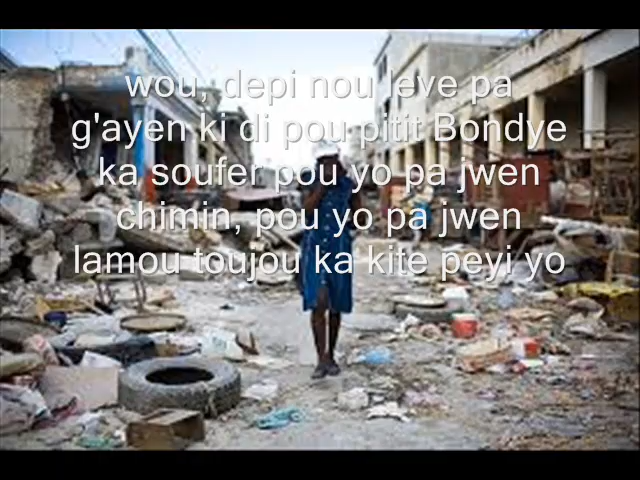 wou, depi nou leve pa
g'ayen ki di pou pitit Bondye
ka soufer pou yo pa jwen
chimin, pou yo pa jwen
lamou toujou ka kite peyi yo